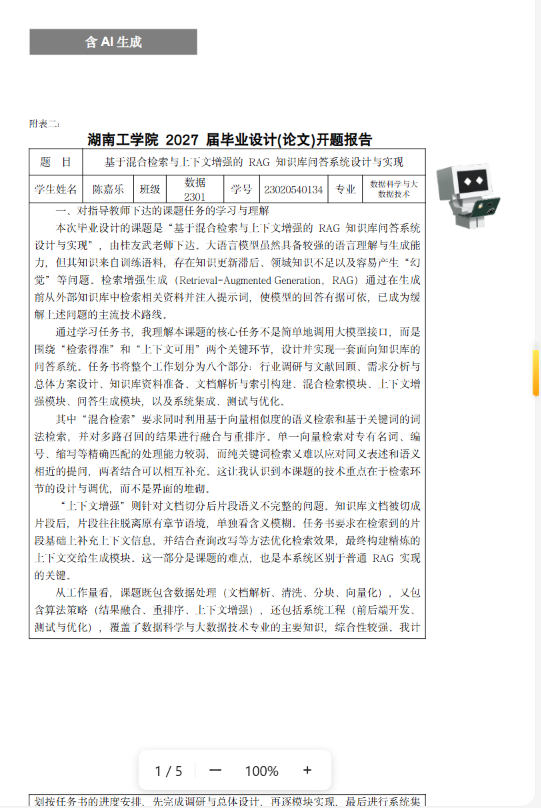 含 AI 生成
附表二:
湖南工学院 2027 届毕业设计(论文)开题报告
题 目 基于混合检索与上下文增强的 RAG 知识库问答系统设计与实现
学生姓名 陈嘉乐 班级 数据2301 学号 23020540134 专业 数据科学与大数据技术
一、对指导教师下达的课题任务的学习与理解
本次毕业设计的课题是“基于混合检索与上下文增强的 RAG 知识库问答系统
设计与实现”,由桂友武老师下达。大语言模型虽然具备较强的语言理解与生成能
力,但其知识来自训练语料,存在知识更新滞后、领域知识不足以及容易产生“幻
觉”等问题。检索增强生成(Retrieval-Augmented Generation,RAG)通过在生成
前从外部知识库中检索相关资料并注入提示词,使模型的回答有据可依,已成为缓
解上述问题的主流技术路线。
通过学习任务书,我理解本课题的核心任务不是简单地调用大模型接口,而是
围绕“检索得准”和“上下文可用”两个关键环节,设计并实现一套面向知识库的
问答系统。任务书将整个工作划分为八个部分:行业调研与文献回顾、需求分析与
总体方案设计、知识库资料准备、文档解析与索引构建、混合检索模块、上下文增
强模块、问答生成模块,以及系统集成、测试与优化。
其中“混合检索”要求同时利用基于向量相似度的语义检索和基于关键词的词
法检索,并对多路召回的结果进行融合与重排序。单一向量检索对专有名词、编
号、缩写等精确匹配的处理能力较弱,而纯关键词检索又难以应对同义表述和语义
相近的提问,两者结合可以相互补充。这让我认识到本课题的技术重点在于检索环
节的设计与调优,而不是界面的堆砌。
“上下文增强”则针对文档切分后片段语义不完整的问题。知识库文档被切成
片段后,片段往往脱离原有章节语境,单独看含义模糊。任务书要求在检索到的片
段基础上补充上下文信息,并结合查询改写等方法优化检索效果,最终构建精炼的
上下文交给生成模块。这一部分是课题的难点,也是本系统区别于普通 RAG 实现
的关键。
从工作量看,课题既包含数据处理(文档解析、清洗、分块、向量化),又包
含算法策略(结果融合、重排序、上下文增强),还包括系统工程(前后端开发、
测试与优化),覆盖了数据科学与大数据技术专业的主要知识,综合性较强。我计
1 / 5 — 100% +
划按任务书的进度安排,先完成调研与总体设计,再逐模块实现,最后进行系统集